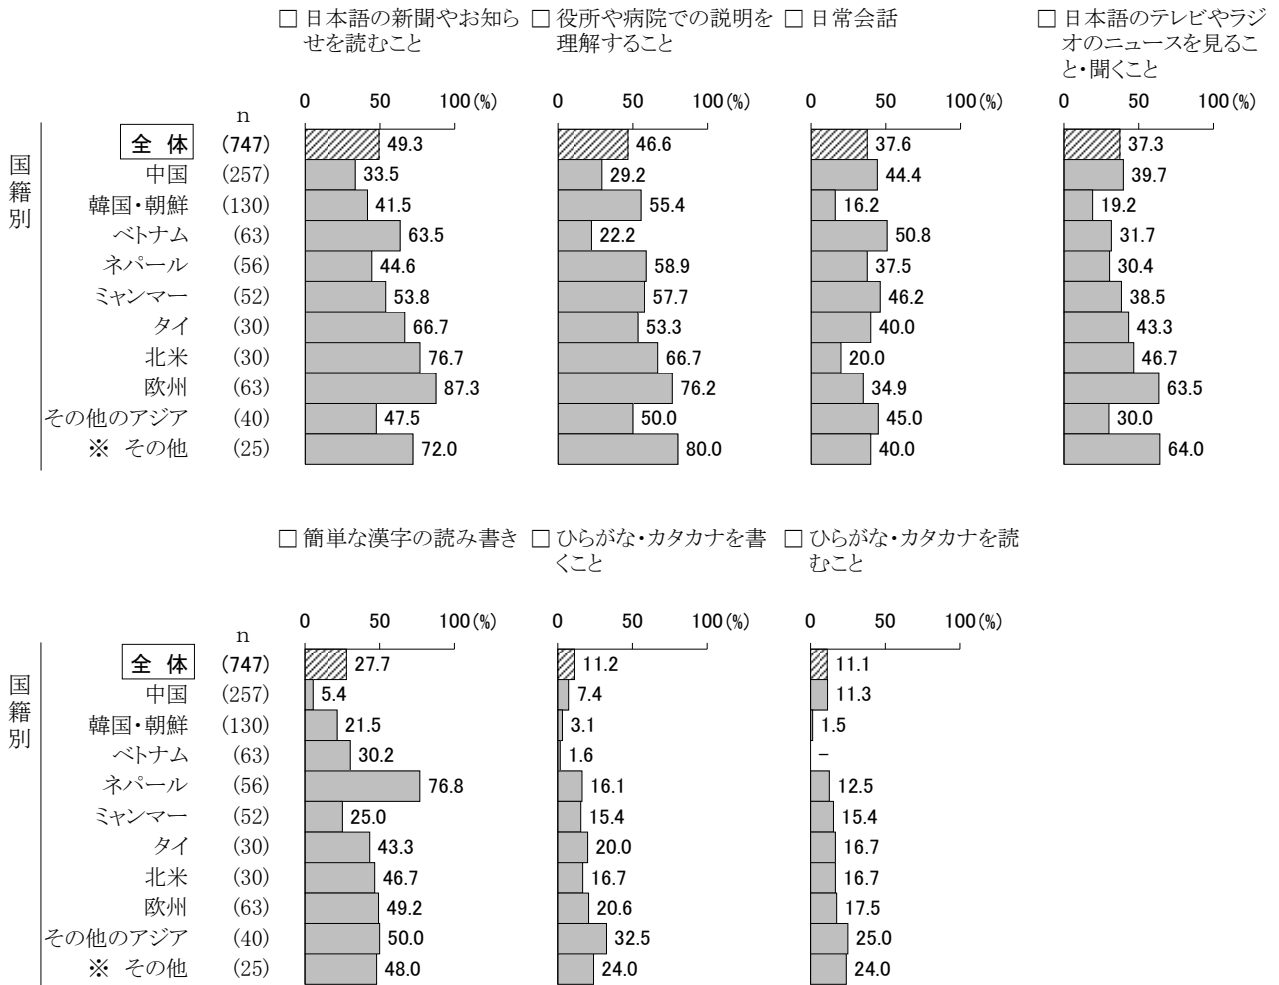 □ 日本語の新聞やお知ら
せを読むこと
□ 役所や病院での説明を
理解すること
□ 日常会話
□ 日本語のテレビやラジ
オのニュースを見るこ
と・聞くこと
0 50 100(%) 0 50 100(%) 0 50 100(%) 0 50 100(%)
n
国籍別
全 体 (747) 49.3 46.6 37.6 37.3
中国 (257) 33.5 29.2 44.4 39.7
韓国・朝鮮 (130) 41.5 55.4 16.2 19.2
ベトナム (63) 63.5 22.2 50.8 31.7
ネパール (56) 44.6 58.9 37.5 30.4
ミャンマー (52) 53.8 57.7 46.2 38.5
タイ (30) 66.7 53.3 40.0 43.3
北米 (30) 76.7 66.7 20.0 46.7
欧州 (63) 87.3 76.2 34.9 63.5
その他のアジア (40) 47.5 50.0 45.0 30.0
※ その他 (25) 72.0 80.0 40.0 64.0
□ 簡単な漢字の読み書き
□ ひらがな・カタカナを書
くこと
□ ひらがな・カタカナを読
むこと
0 50 100(%) 0 50 100(%) 0 50 100(%)
n
国籍別
全 体 (747) 27.7 11.2 11.1
中国 (257) 5.4 7.4 11.3
韓国・朝鮮 (130) 21.5 3.1 1.5
ベトナム (63) 30.2 1.6 －
ネパール (56) 76.8 16.1 12.5
ミャンマー (52) 25.0 15.4 15.4
タイ (30) 43.3 20.0 16.7
北米 (30) 46.7 16.7 16.7
欧州 (63) 49.2 20.6 17.5
その他のアジア (40) 50.0 32.5 25.0
※ その他 (25) 48.0 24.0 24.0